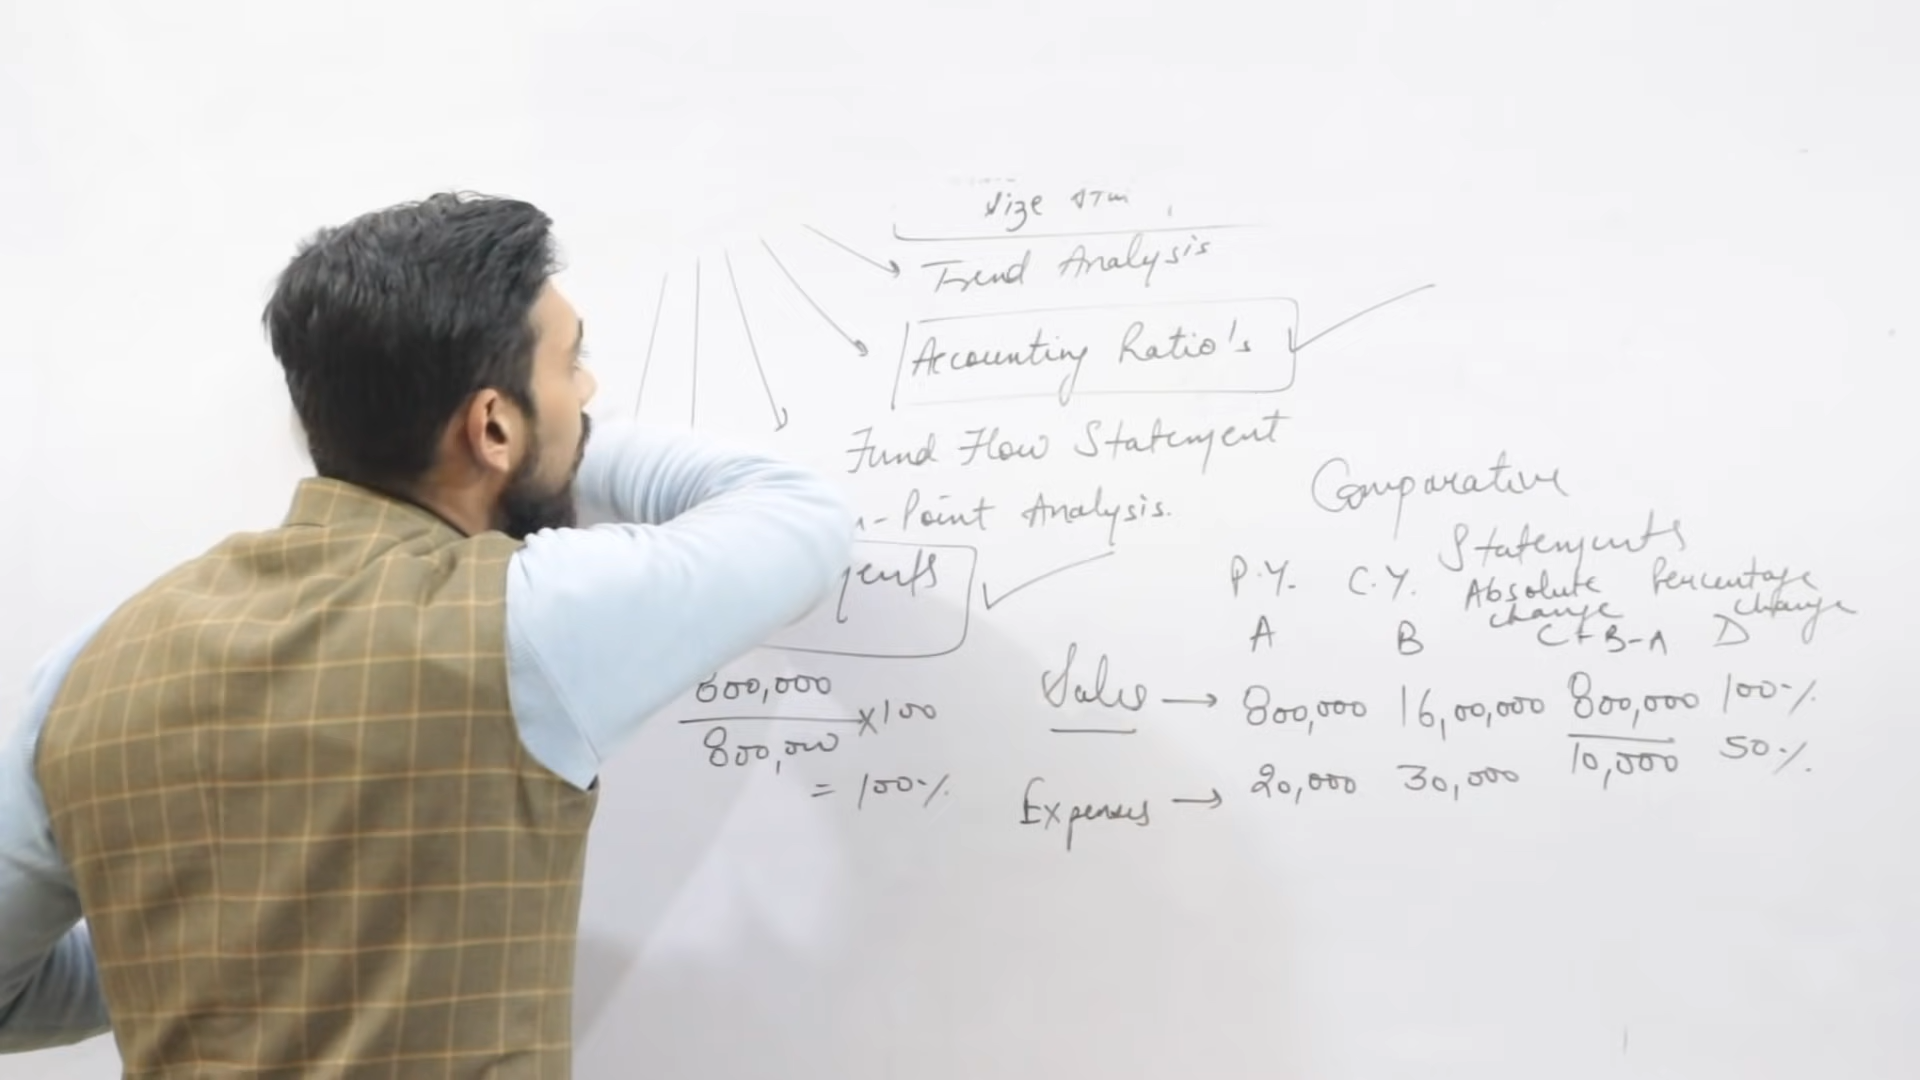 size stm
Trend Analysis
Accounting Ratio's
Fund Flow Statement
-Point Analysis.
Comparative
Statements
P.Y. C.Y. Absolute change Percentage change
A B C + B-A D
Sales → 800,000 16,00,000 800,000 100%
Expenses → 20,000 30,000 10,000 50%
800,000
800,000 ×100
= 100%